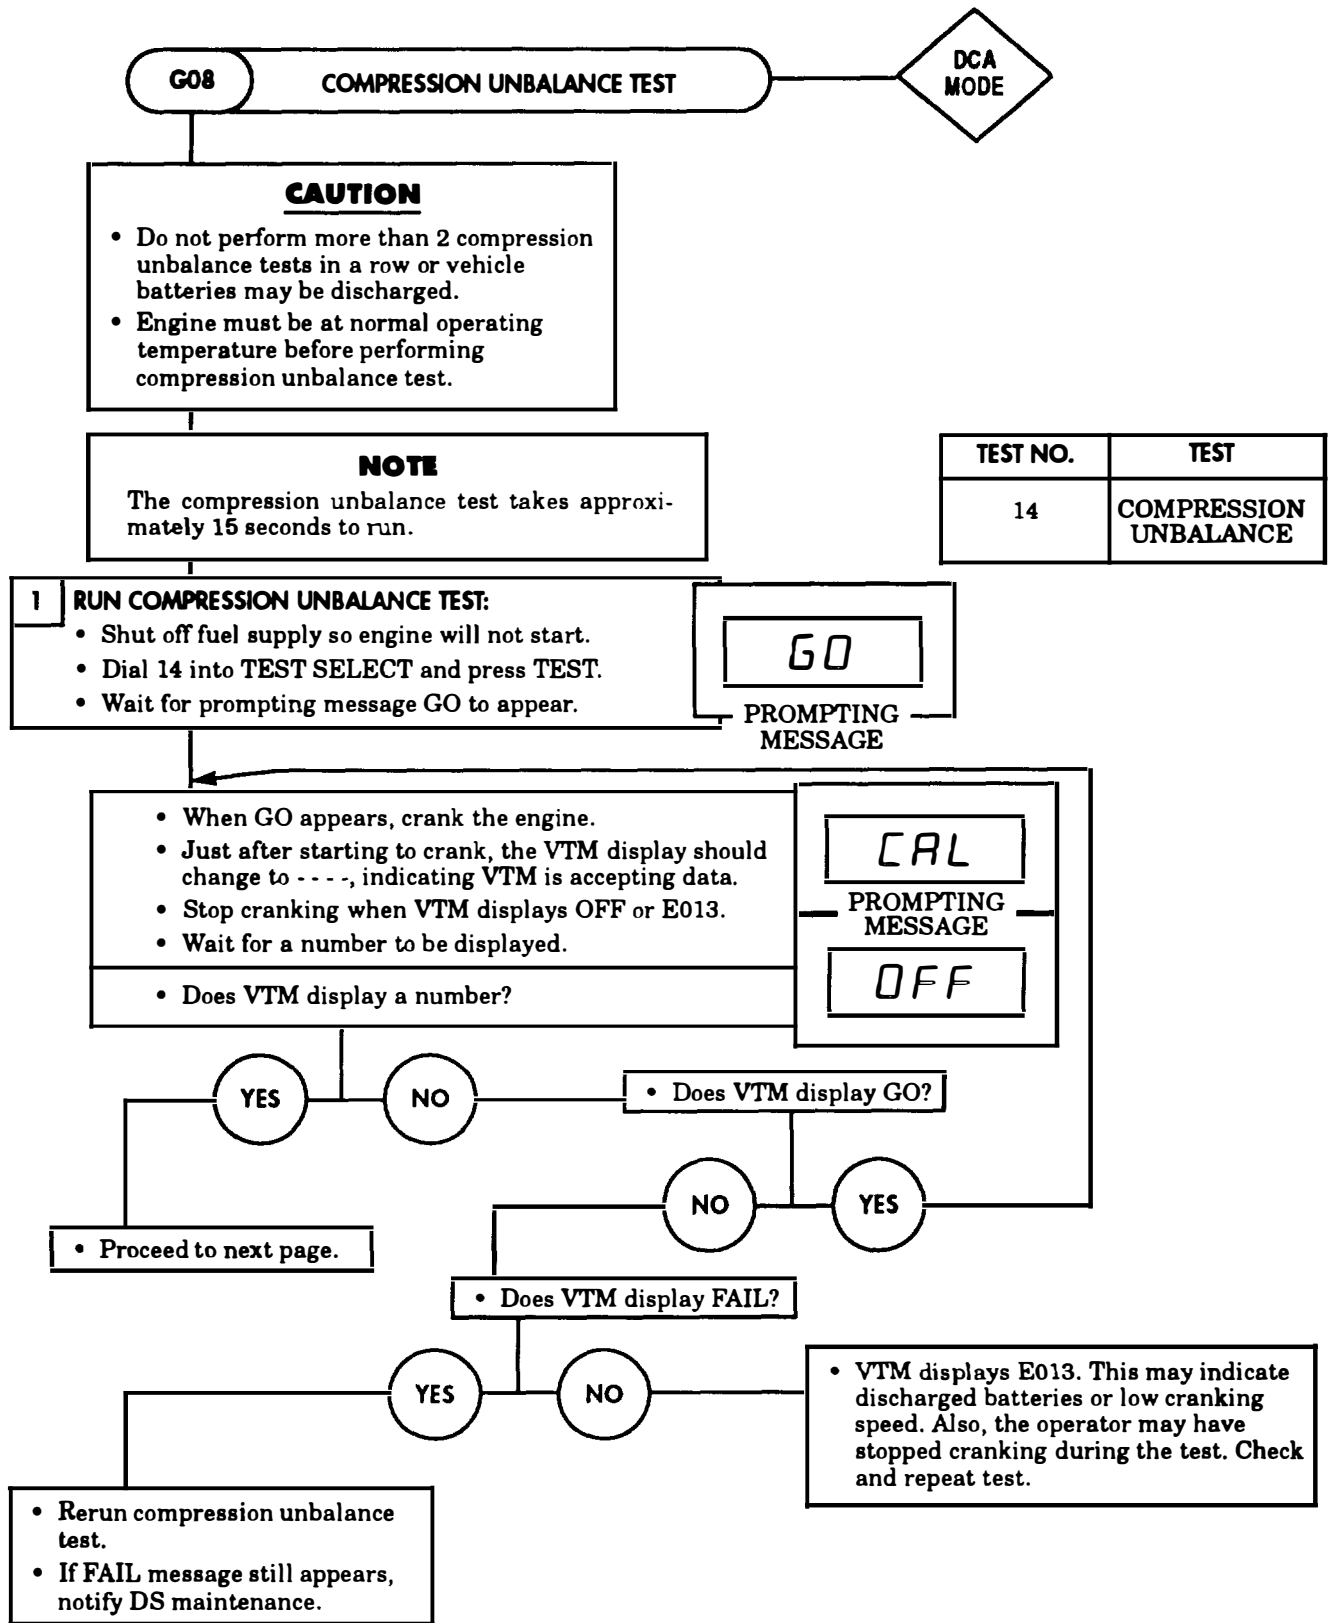 G08
COMPRESSION UNBALANCE TEST
DCA
MODE
CAUTION
• Do not perform more than 2 compression
unbalance tests in a row or vehicle
batteries may be discharged.
• Engine must be at normal operating
temperature before performing
compression unbalance test.
NOTE
The compression unbalance test takes approxi-
mately 15 seconds to run.
TEST NO. TEST
14 COMPRESSION
UNBALANCE
1 RUN COMPRESSION UNBALANCE TEST:
• Shut off fuel supply so engine will not start.
• Dial 14 into TEST SELECT and press TEST.
• Wait for prompting message GO to appear.
GO
PROMPTING
MESSAGE
• When GO appears, crank the engine.
• Just after starting to crank, the VTM display should
change to - - - -, indicating VTM is accepting data.
• Stop cranking when VTM displays OFF or E013.
• Wait for a number to be displayed.
• Does VTM display a number?
CAL
PROMPTING
MESSAGE
OFF
YES
NO
• Does VTM display GO?
NO
YES
• Proceed to next page.
• Does VTM display FAIL?
YES
NO
• VTM displays E013. This may indicate
discharged batteries or low cranking
speed. Also, the operator may have
stopped cranking during the test. Check
and repeat test.
• Rerun compression unbalance
test.
• If FAIL message still appears,
notify DS maintenance.